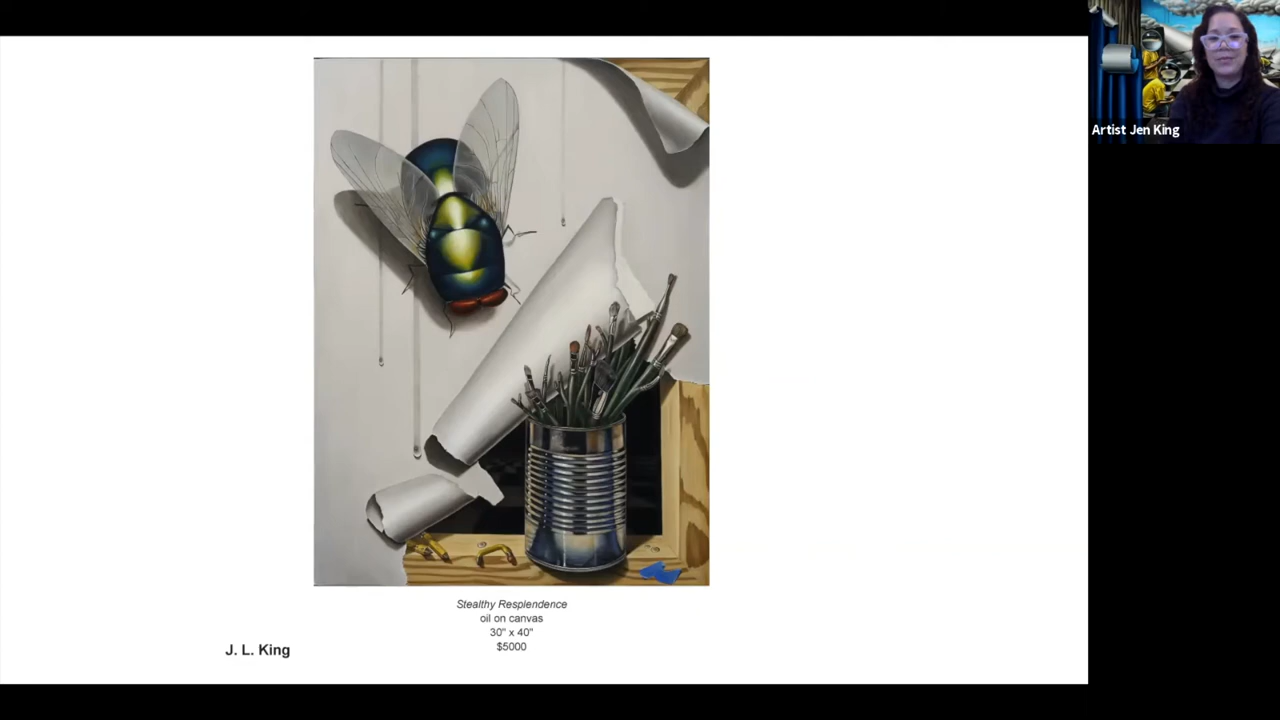 Artist Jen King
Stealthy Resplendence
oil on canvas
30" x 40"
$5000
J. L. King